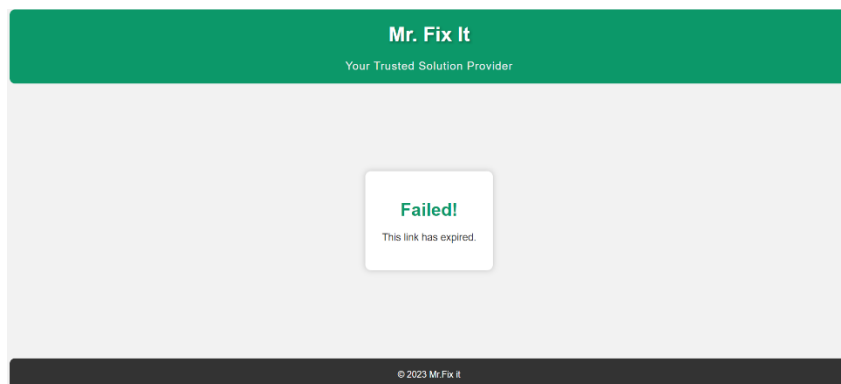 Mr. Fix It
Your Trusted Solution Provider
Failed!
This link has expired.
© 2023 Mr.Fix it